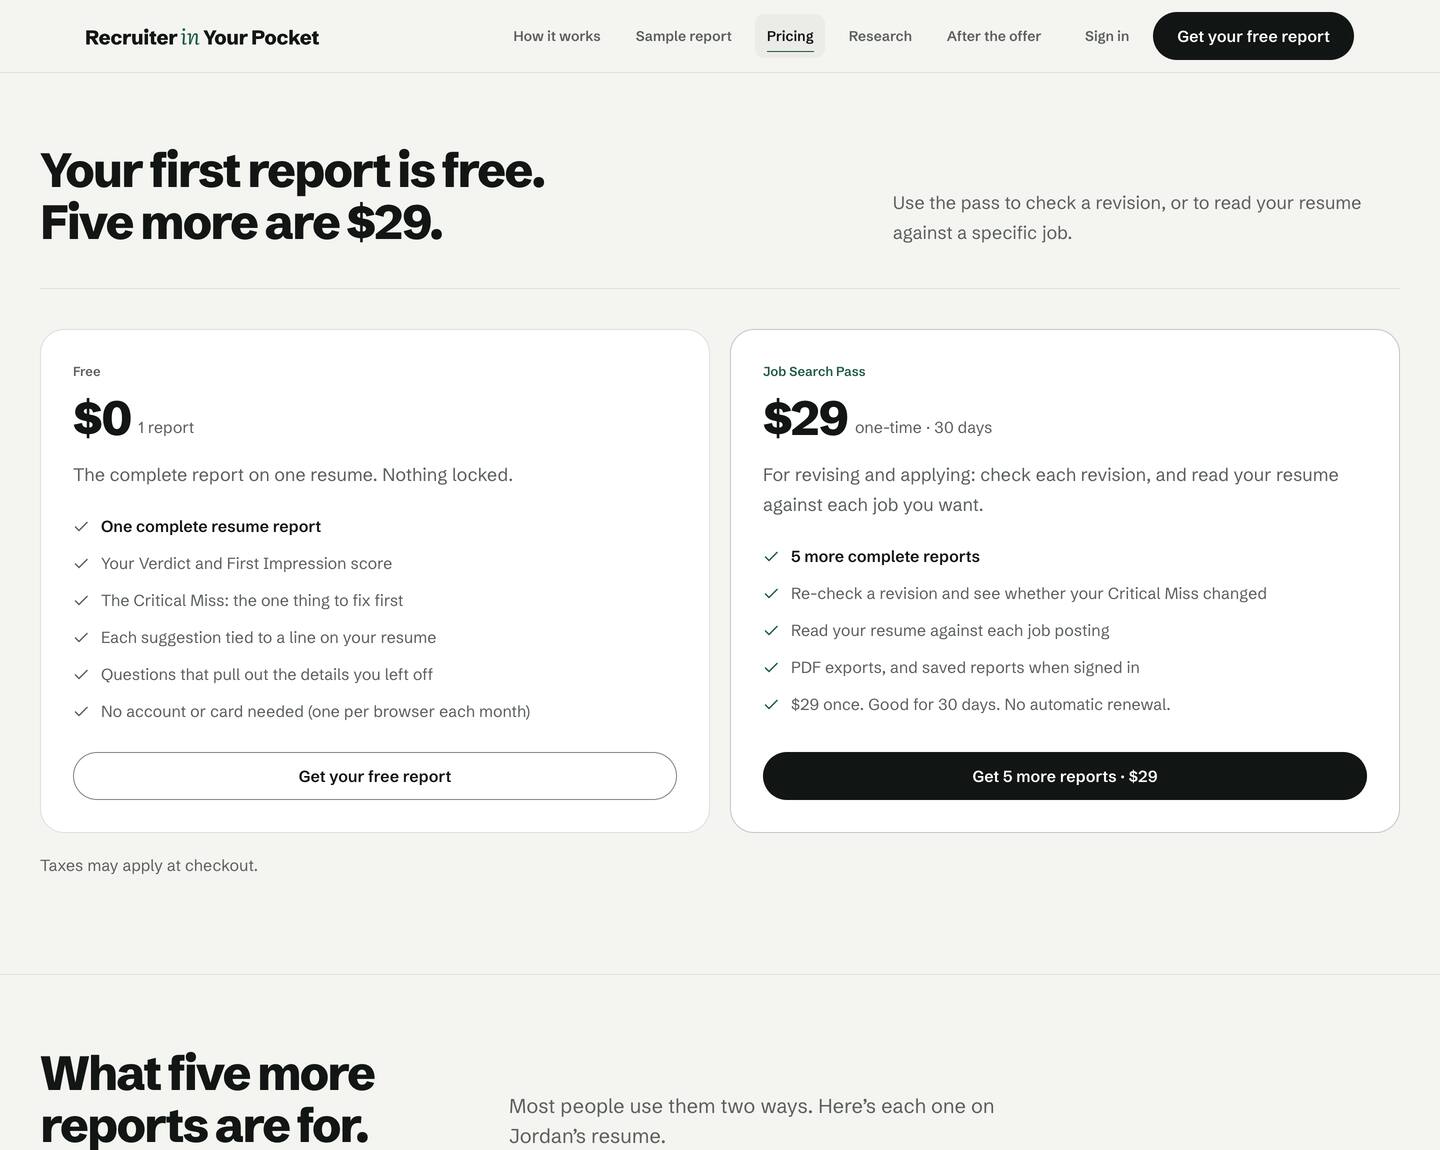 Recruiter in Your Pocket
How it works
Sample report
Pricing
Research
After the offer
Sign in
Get your free report
Your first report is free.
Five more are $29.
Use the pass to check a revision, or to read your resume
against a specific job.
Free
$0 1 report
The complete report on one resume. Nothing locked.
One complete resume report
Your Verdict and First Impression score
The Critical Miss: the one thing to fix first
Each suggestion tied to a line on your resume
Questions that pull out the details you left off
No account or card needed (one per browser each month)
Get your free report
Job Search Pass
$29 one-time · 30 days
For revising and applying: check each revision, and read your resume
against each job you want.
5 more complete reports
Re-check a revision and see whether your Critical Miss changed
Read your resume against each job posting
PDF exports, and saved reports when signed in
$29 once. Good for 30 days. No automatic renewal.
Get 5 more reports · $29
Taxes may apply at checkout.
What five more
reports are for.
Most people use them two ways. Here’s each one on
Jordan’s resume.